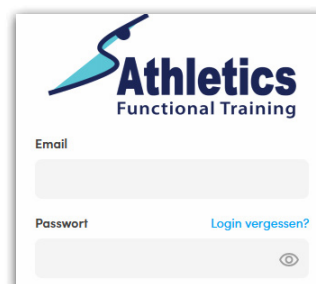 Athletics
Functional Training
Email
Passwort Login vergessen?